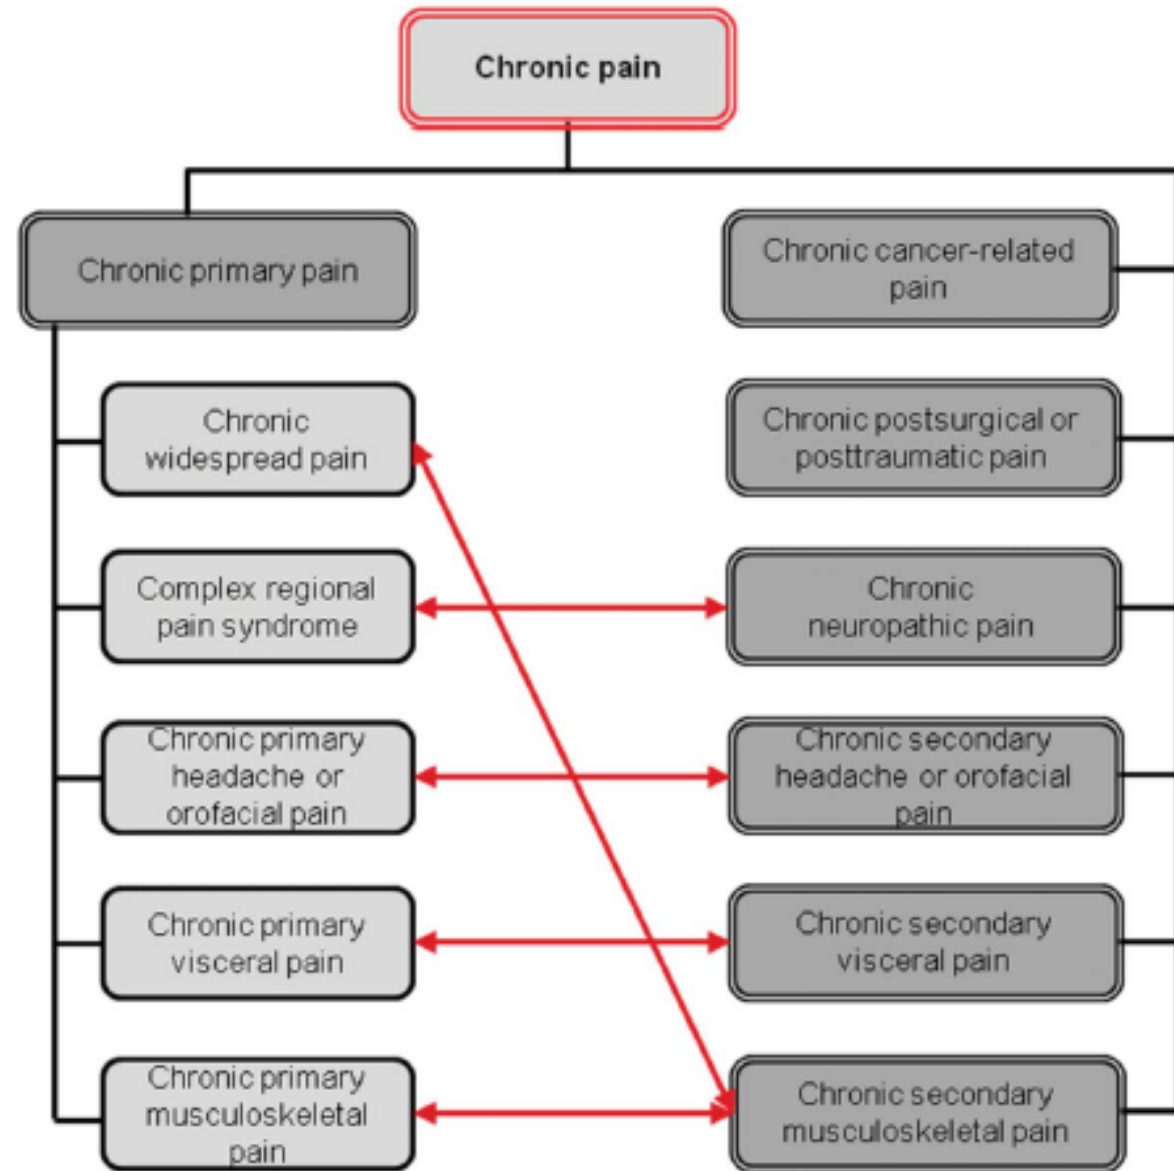 Chronic pain
Chronic primary pain
Chronic
widespread pain
Complex regional
pain syndrome
Chronic primary
headache or
orofacial pain
Chronic primary
visceral pain
Chronic primary
musculoskeletal
pain
Chronic cancer-related
pain
Chronic postsurgical or
posttraumatic pain
Chronic
neuropathic pain
Chronic secondary
headache or orofacial
pain
Chronic secondary
visceral pain
Chronic secondary
musculoskeletal pain